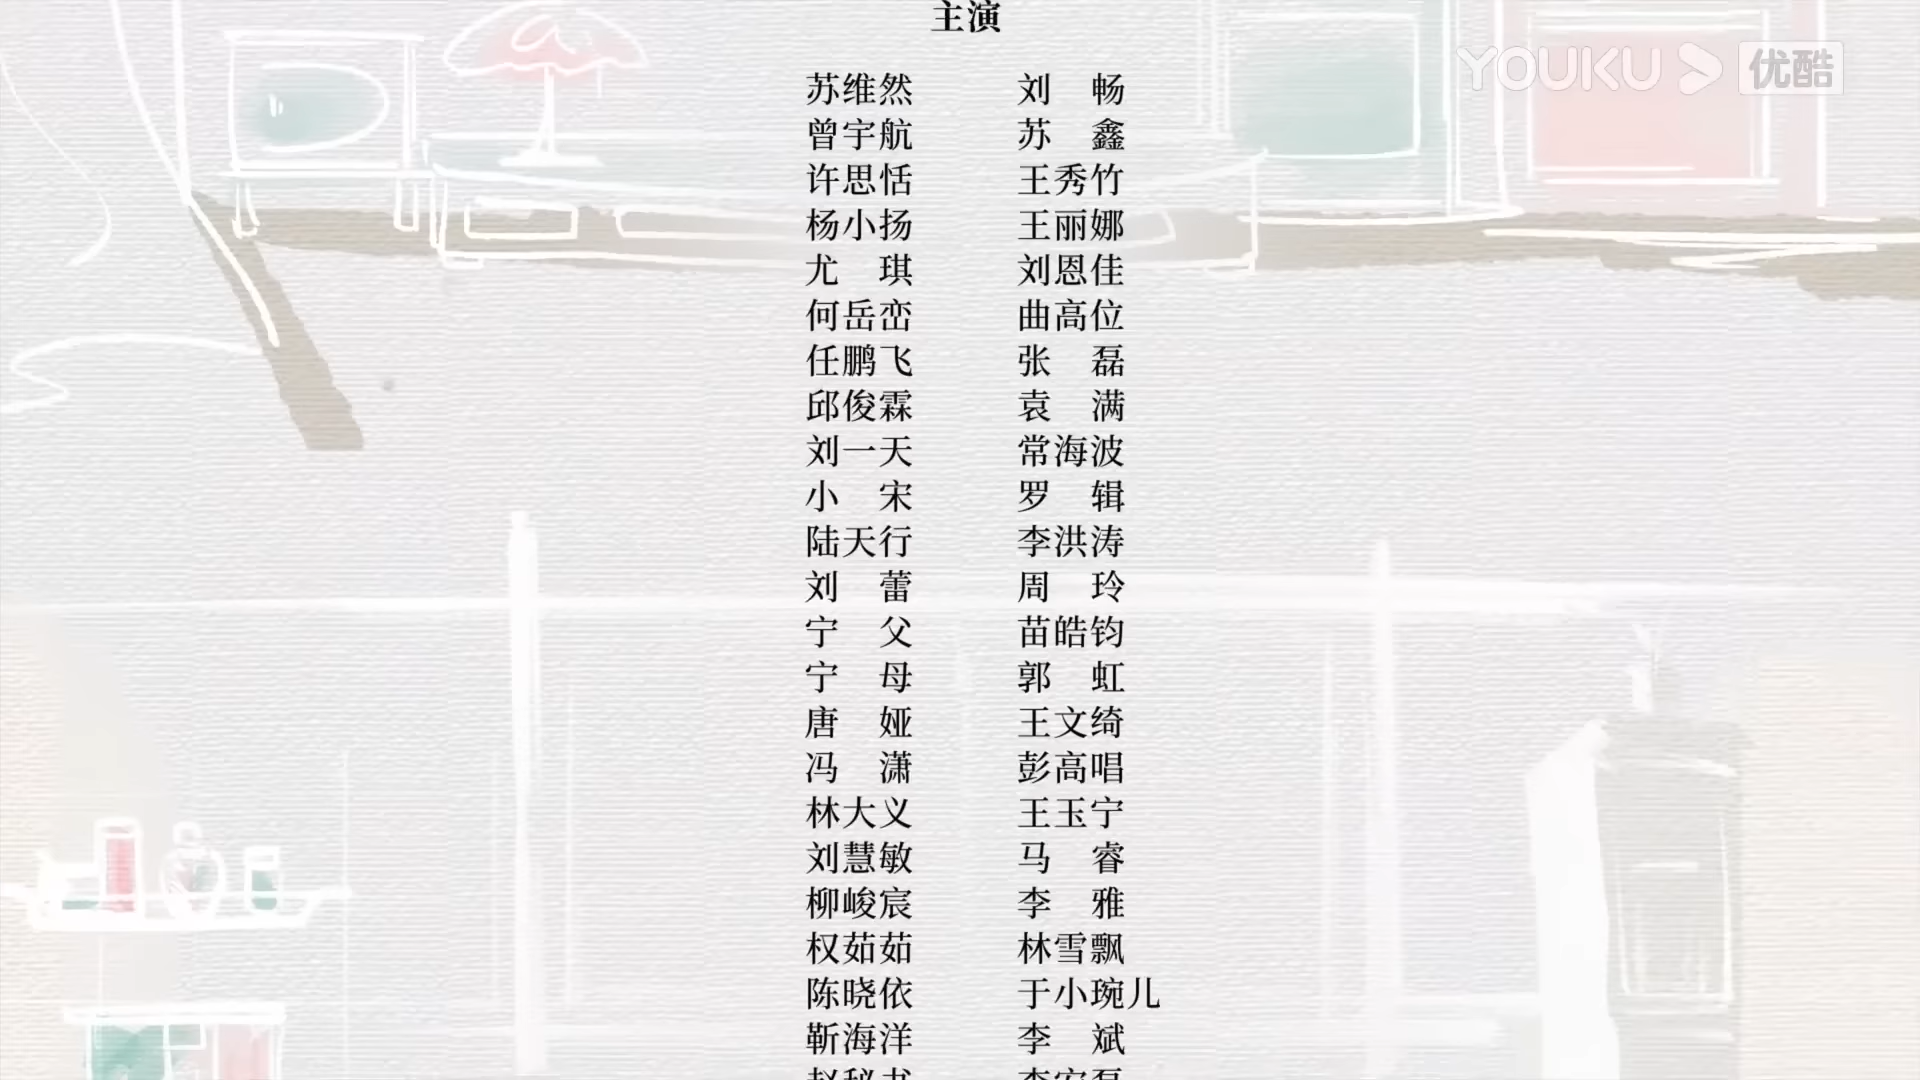 主演
YOUKU 优酷
苏维然 刘 畅
曾宇航 苏 鑫
许思恬 王秀竹
杨小扬 王丽娜
尤 琪 刘恩佳
何岳峦 曲高位
任鹏飞 张 磊
邱俊霖 袁 满
刘一天 常海波
小 宋 罗 辑
陆天行 李洪涛
刘 蕾 周 玲
宁 父 苗皓钧
宁 母 郭 虹
唐 娅 王文绮
冯 潇 彭高唱
林大义 王玉宁
刘慧敏 马 睿
柳峻宸 李 雅
权茹茹 林雪飘
陈晓依 于小琬儿
靳海洋 李 斌